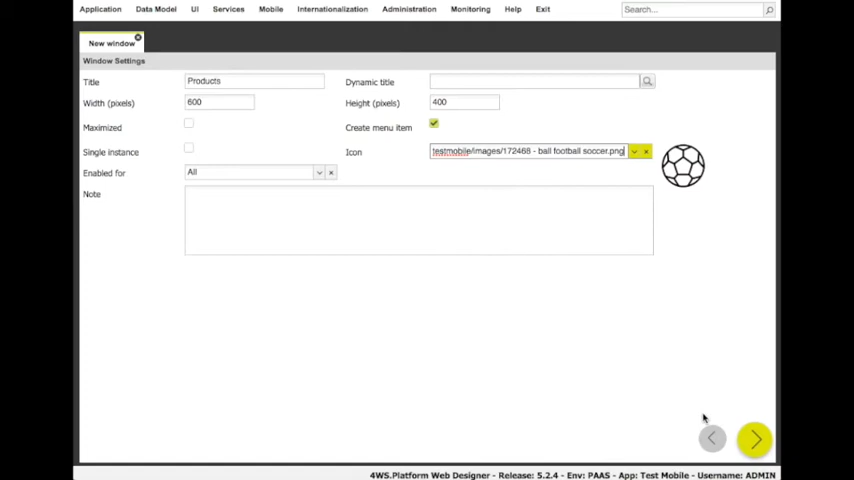 Application Data Model UI Services Mobile Internationalization Administration Monitoring Help Exit Search...
New window
Window Settings
Title Products Dynamic title
Width (pixels) 600 Height (pixels) 400
Maximized Create menu item
Single instance Icon testmobile/images/172468 - ball football soccer.png
Enabled for All
Note
4WS.Platform Web Designer - Release: 5.2.4 - Env: PAAS - App: Test Mobile - Username: ADMIN